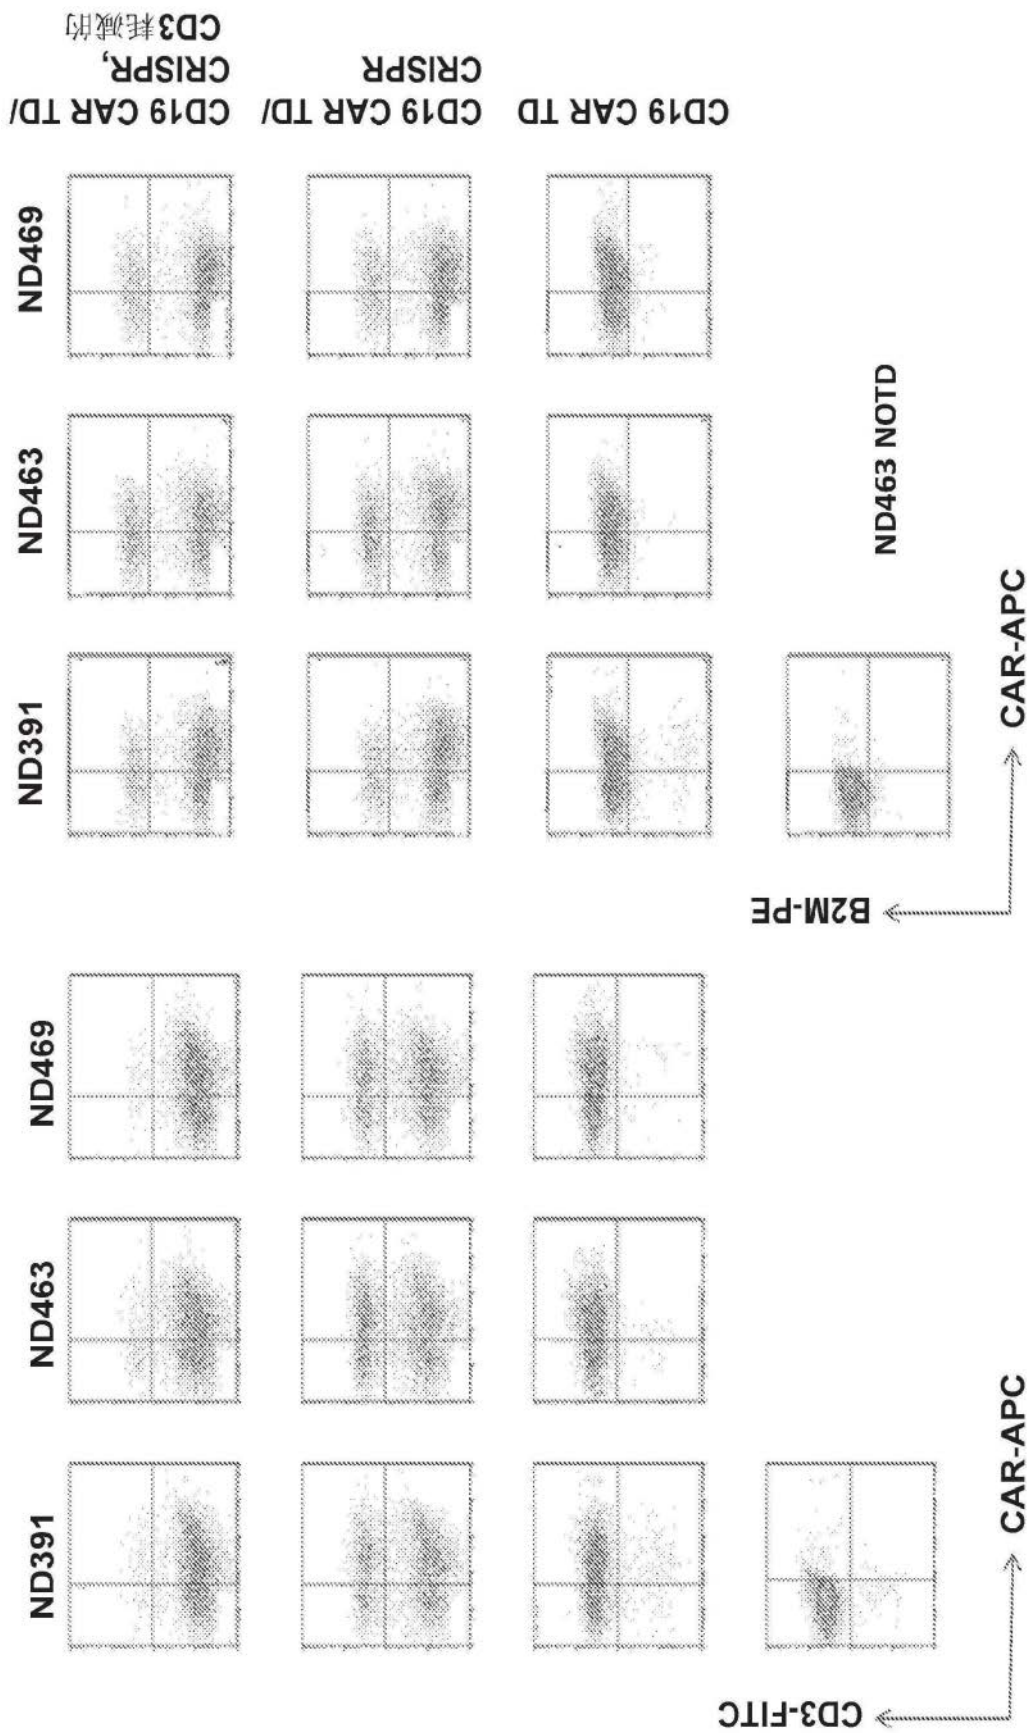 ND391
ND463
ND469
ND391
ND463
ND469
CD19 CAR TD/
CRISPR,
CD3耗减的
CD19 CAR TD/
CRISPR
CD19 CAR TD
CD3-FITC
CAR-APC
B2M-PE
ND463 NOTD
CAR-APC